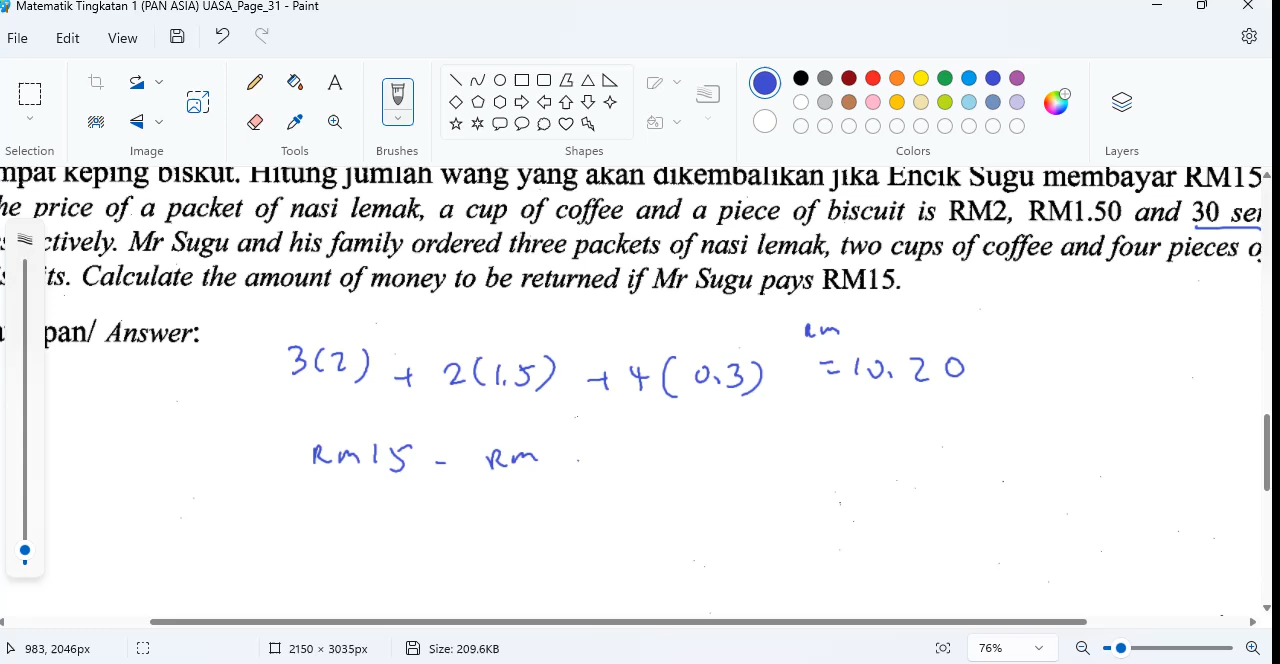 Matematik Tingkatan 1 (PAN ASIA) UASA_Page_31 - Paint
File Edit View
Selection Image Tools Brushes Shapes Colors Layers
mpat keping biskut. Hitung jumlah wang yang akan dikembalikan jika Encik Sugu membayar RM15
he price of a packet of nasi lemak, a cup of coffee and a piece of biscuit is RM2, RM1.50 and 30 sen
ctively. Mr Sugu and his family ordered three packets of nasi lemak, two cups of coffee and four pieces o
its. Calculate the amount of money to be returned if Mr Sugu pays RM15.
pan/ Answer:
Rm
3(2) + 2(1.5) + 4(0.3) = 10.20
Rm15 - Rm
983, 2046px 2150 × 3035px Size: 209.6KB 76%